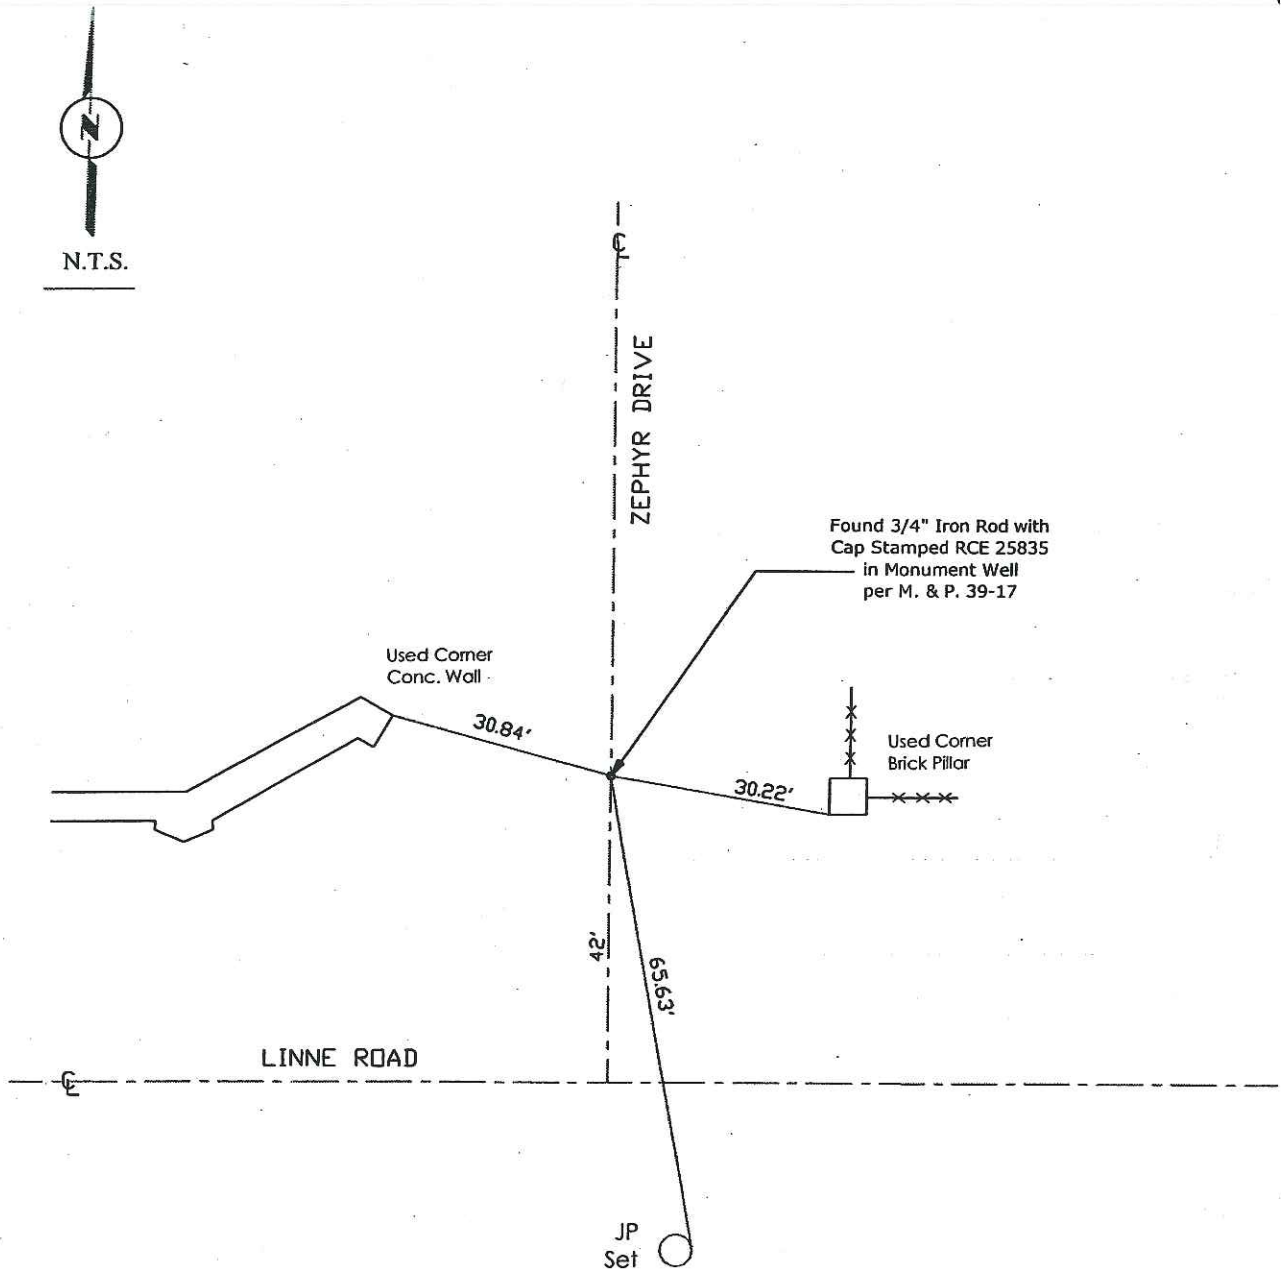 N
N.T.S.
℄
ZEPHYR DRIVE
Found 3/4" Iron Rod with
Cap Stamped RCE 25835
in Monument Well
per M. & P. 39-17
Used Corner
Conc. Wall
30.84'
Used Corner
Brick Pillar
30.22'
42'
65.63'
LINNE ROAD
℄
JP
Set